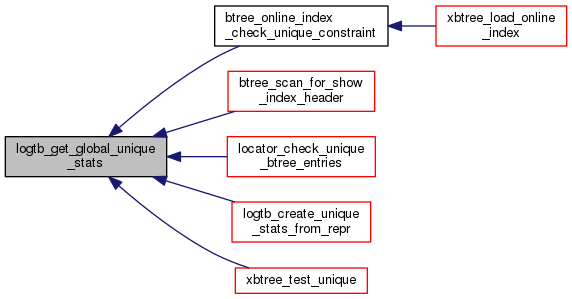 btree_online_index
_check_unique_constraint
xbtree_load_online
_index
btree_scan_for_show
_index_header
logtb_get_global_unique
_stats
locator_check_unique
_btree_entries
logtb_create_unique
_stats_from_repr
xbtree_test_unique